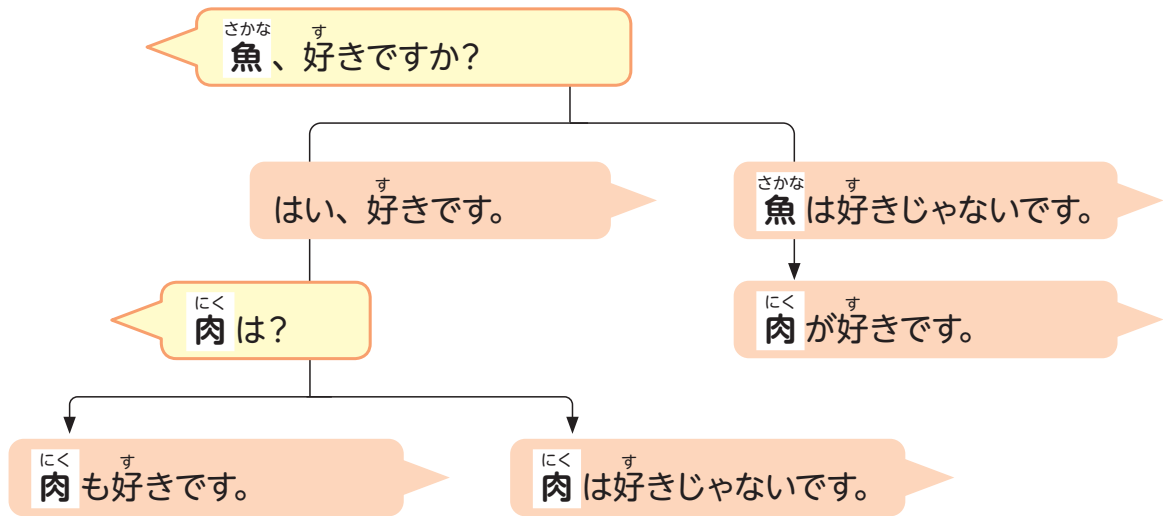 さかな す
魚、好きですか?
す
はい、好きです。
さかな す
魚は好きじゃないです。
にく
肉は?
にく す
肉が好きです。
にく す
肉も好きです。
にく す
肉は好きじゃないです。